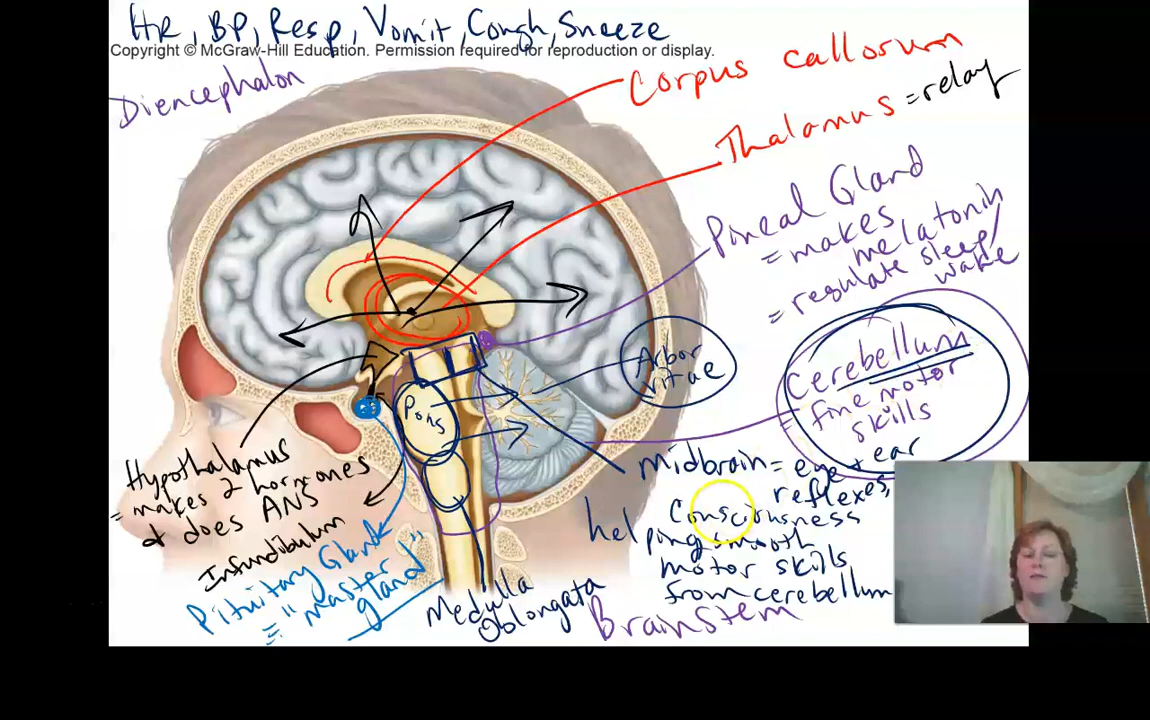 HR, BP, Resp, Vomit, Cough, Sneeze
Copyright © McGraw-Hill Education. Permission required for reproduction or display.
Diencephalon
Corpus callorum
Thalamus = relay
Pineal Gland
= makes
melatonin
= regulate sleep/
wake
Arbor
vitae
Cerebellum
= fine motor
skills
Pons
midbrain = eye + ear
reflexes,
Consciousness
helping smooth
motor skills
from cerebellum
Hypothalamus
= makes 2 hormones
& does ANS
Infundibulum
Pituitary Gland
= "master
gland"
Medulla
Oblongata
Brainstem